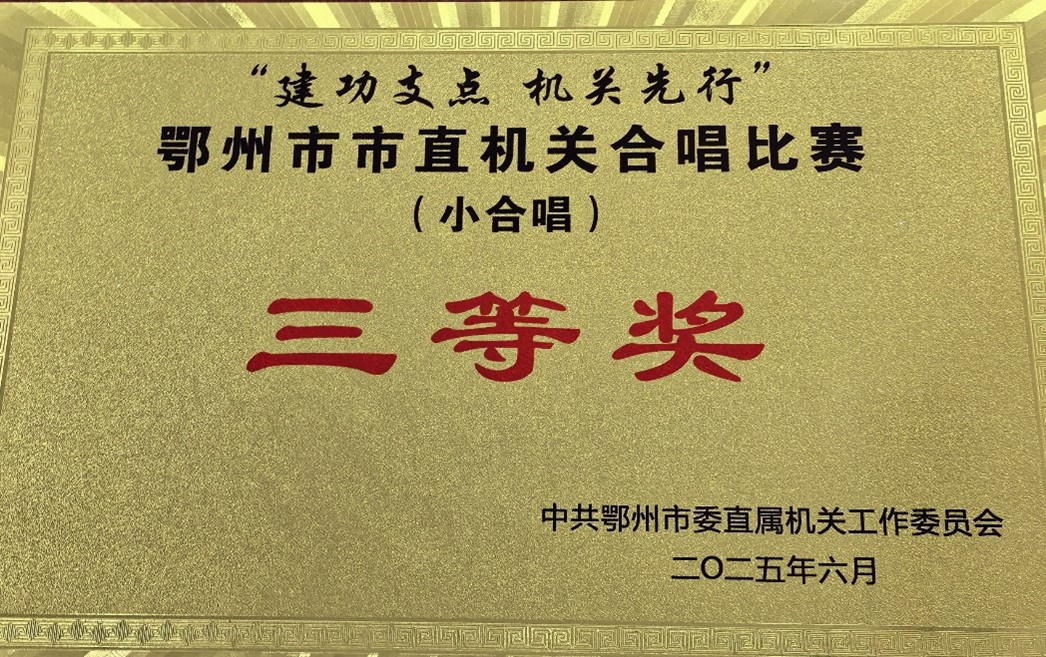 “建功支点 机关先行”
鄂州市市直机关合唱比赛
（小合唱）
三等奖
中共鄂州市委直属机关工作委员会
二〇二五年六月